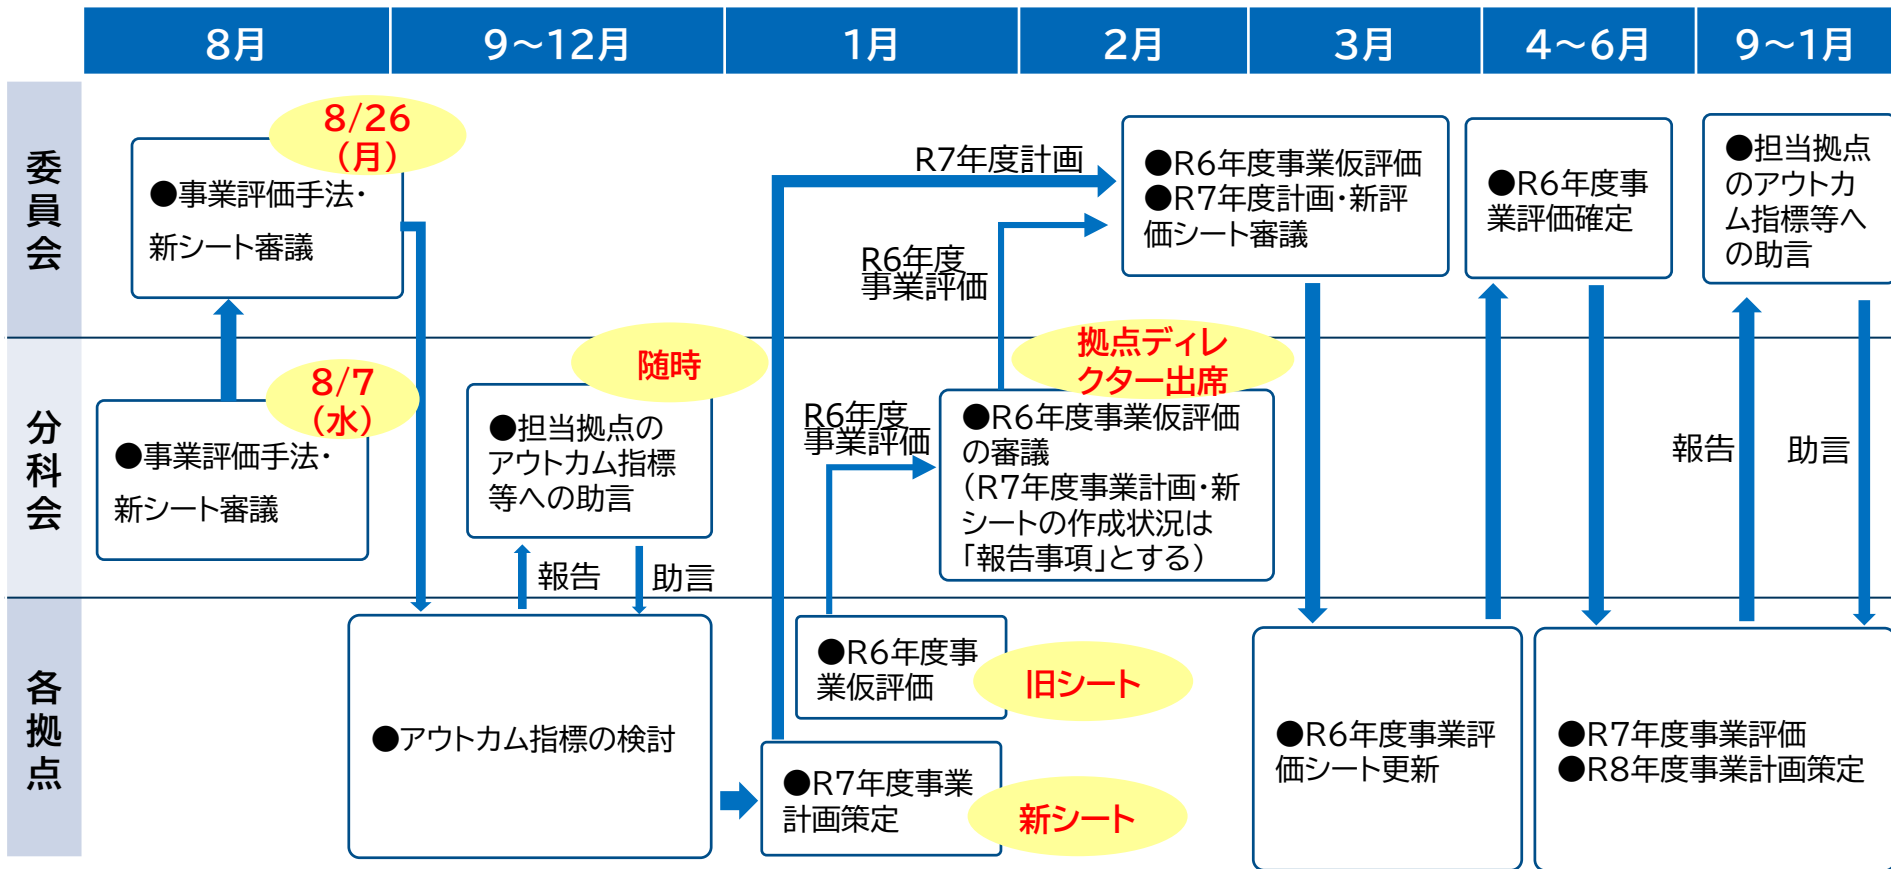 8月
9～12月
1月
2月
3月
4～6月
9～1月
委員会
8/26
（月）
●事業評価手法・
新シート審議
R7年度計画
R6年度
事業評価
●R6年度事業仮評価
●R7年度計画・新評
価シート審議
●R6年度事
業評価確定
●担当拠点
のアウトカ
ム指標等へ
の助言
分科会
8/7
（水）
●事業評価手法・
新シート審議
随時
●担当拠点の
アウトカム指標
等への助言
報告
助言
R6年度
事業評価
拠点ディレ
クター出席
●R6年度事業仮評価
の審議
（R7年度事業計画・新
シートの作成状況は
「報告事項」とする）
報告
助言
各拠点
●アウトカム指標の検討
●R6年度事
業仮評価
旧シート
●R7年度事業
計画策定
新シート
●R6年度事業評
価シート更新
●R7年度事業評価
●R8年度事業計画策定